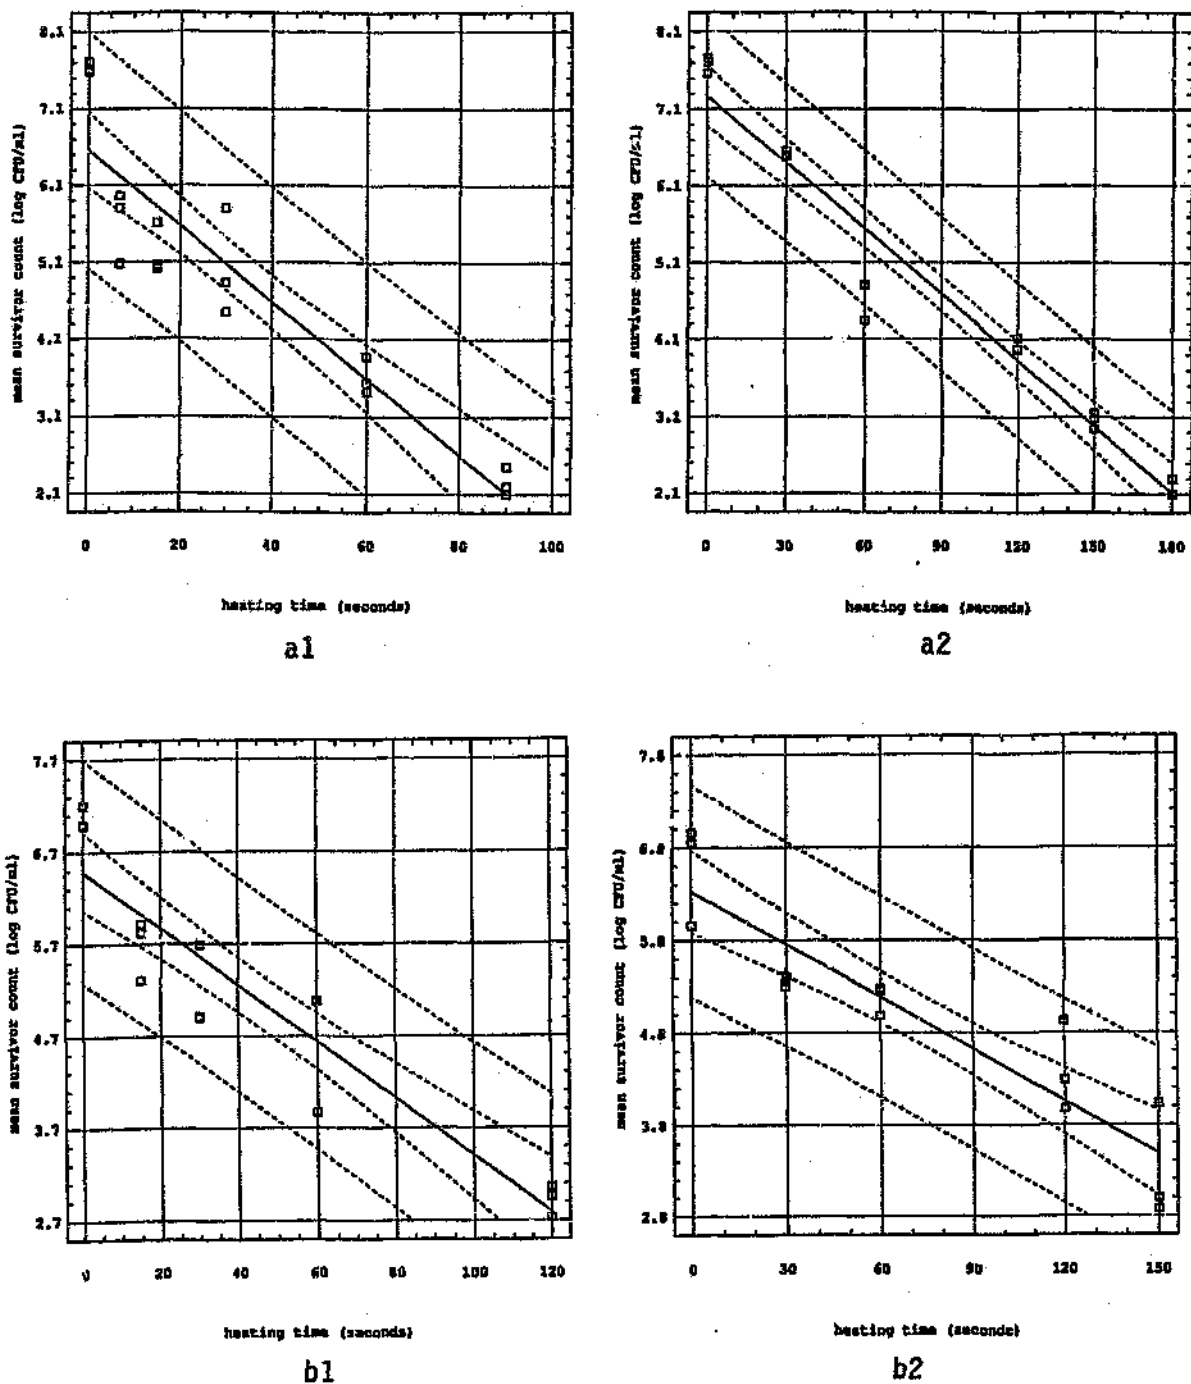 8.1
7.1
6.1
5.1
4.1
3.1
2.1
mean survivor count (log CFU/ml)
0 20 40 60 80 100
heating time (seconds)
a1
8.1
7.1
6.1
5.1
4.1
3.1
2.1
mean survivor count (log CFU/ml)
0 30 60 90 120 150 180
heating time (seconds)
a2
7.7
6.7
5.7
4.7
3.7
2.7
mean survivor count (log CFU/ml)
0 20 40 60 80 100 120
heating time (seconds)
b1
7.8
6.8
5.8
4.8
3.8
2.8
mean survivor count (log CFU/ml)
0 30 60 90 120 150
heating time (seconds)
b2